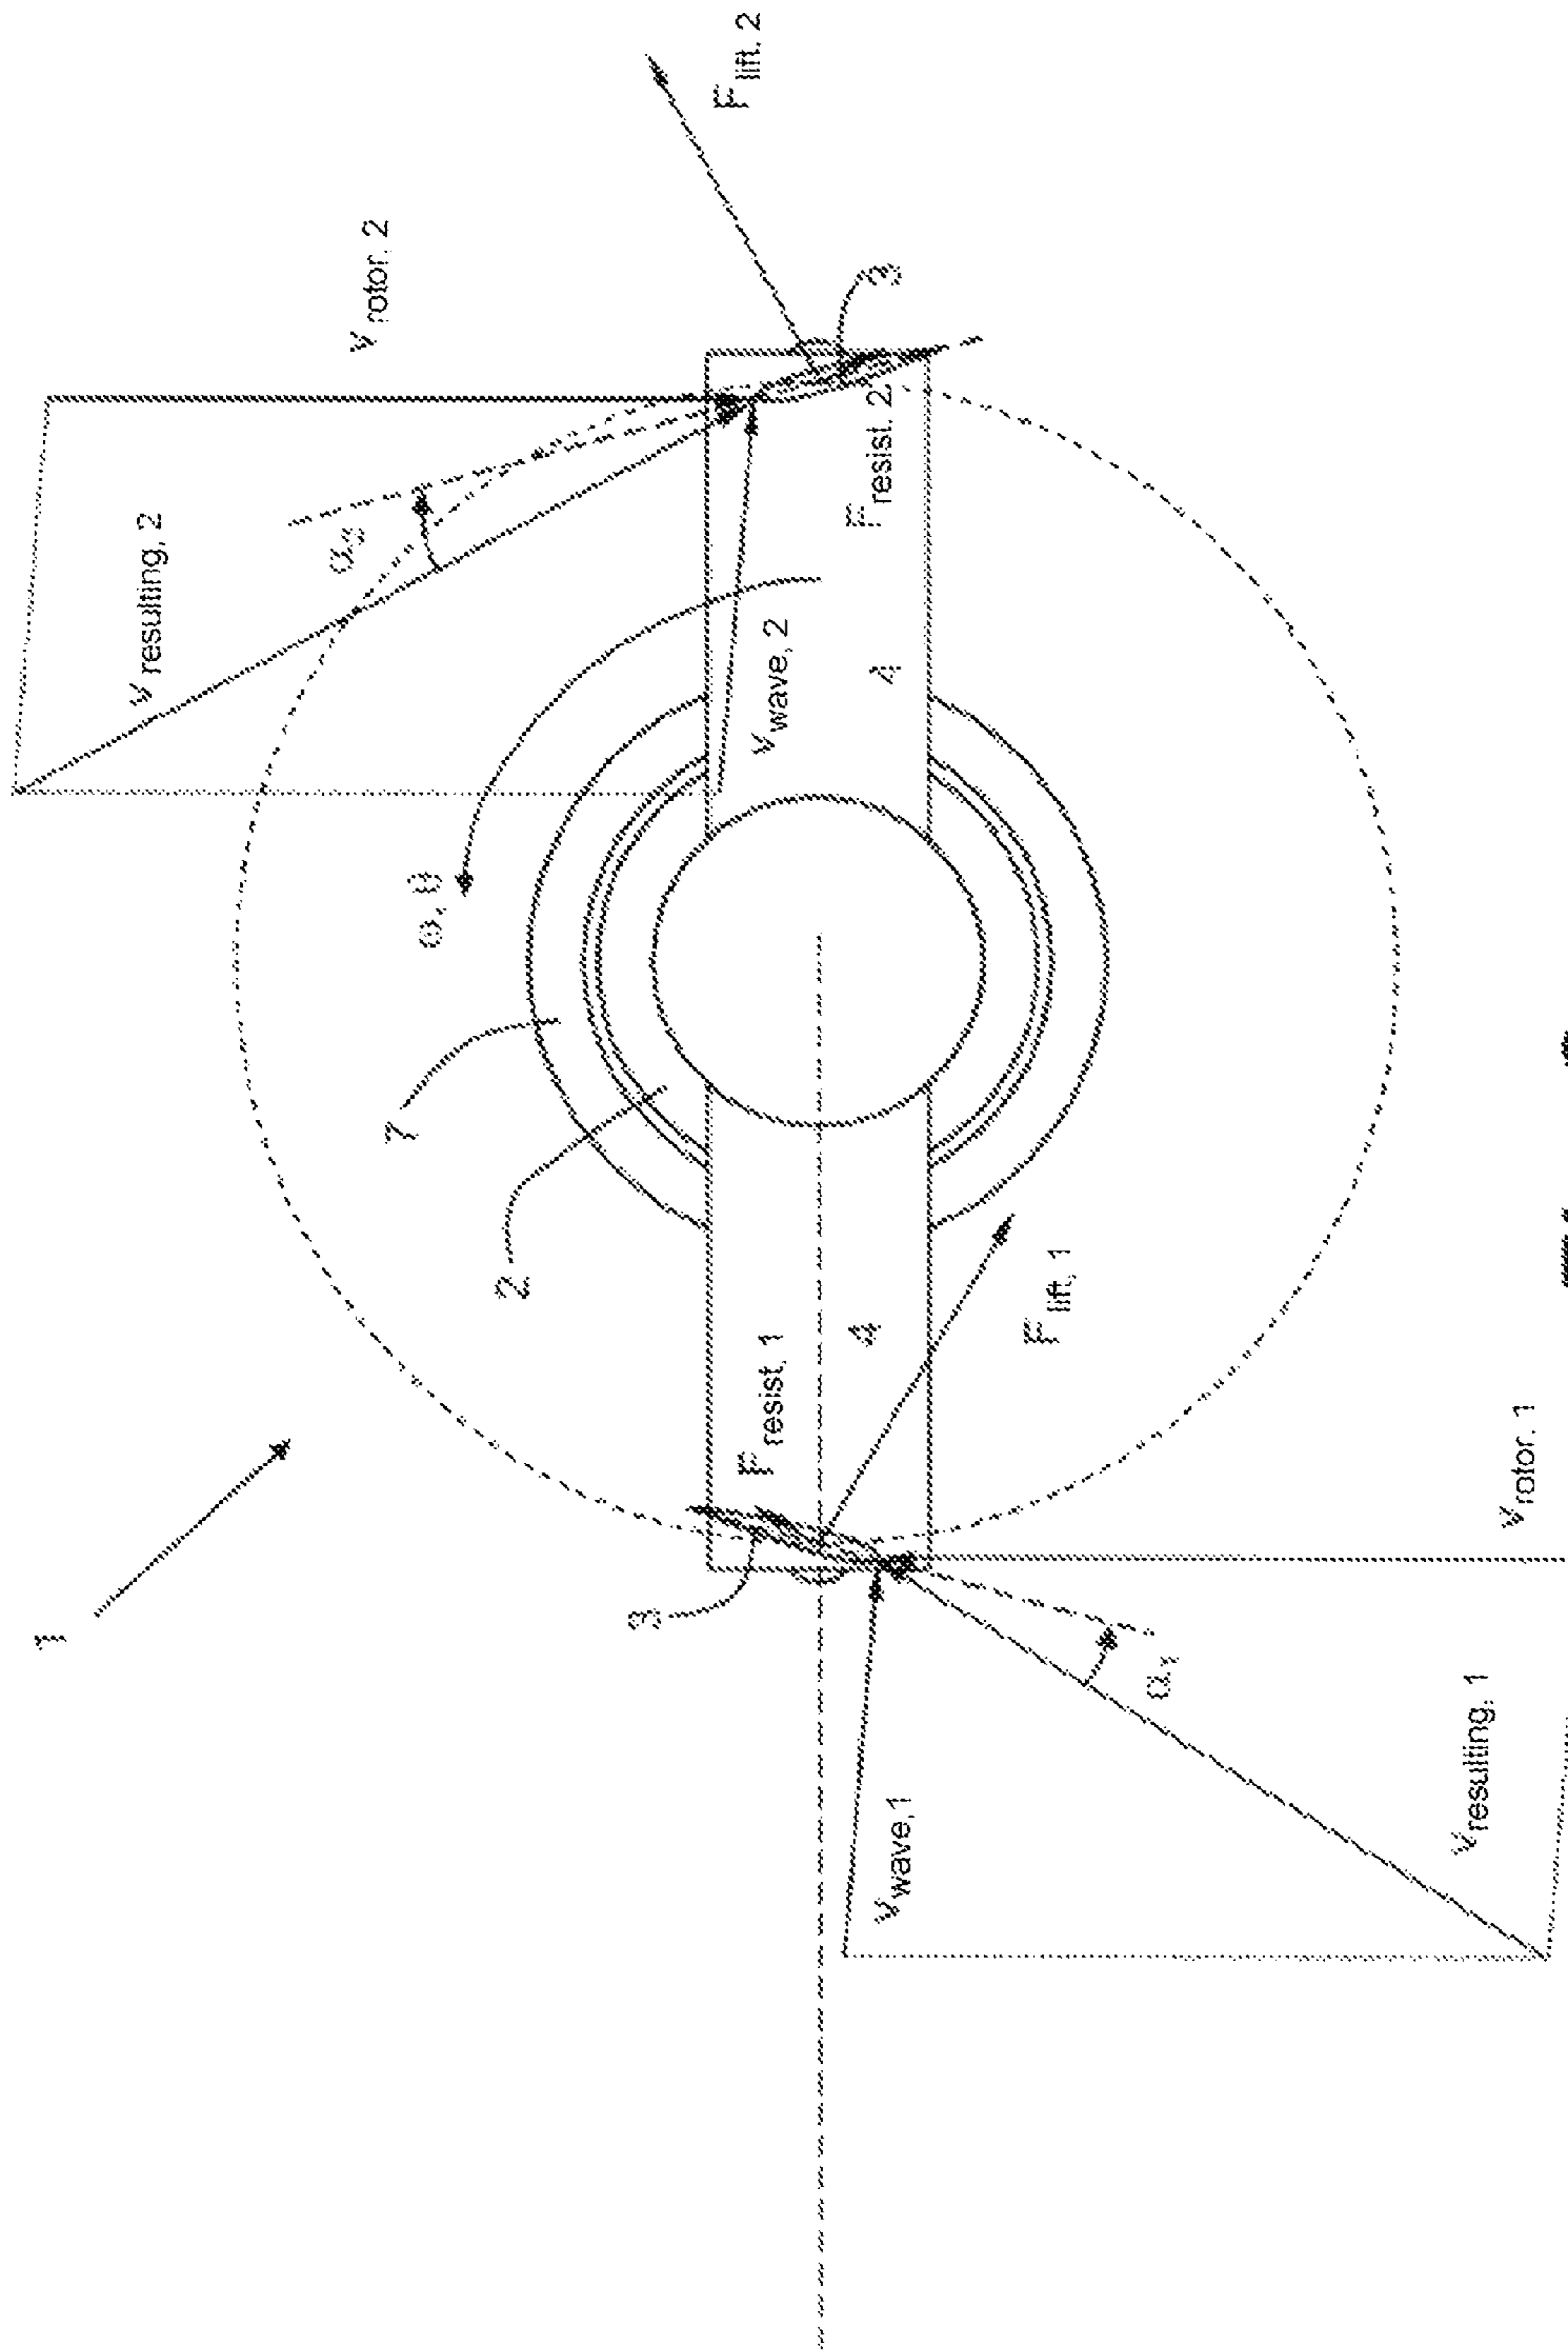 1
F lift, 2
v rotor, 2
v resulting, 2
α₂
3
F resist, 2
v wave, 2
4
ω, θ
7
2
F resist, 1
4
F lift, 1
3
v rotor, 1
α₁
v wave, 1
v resulting, 1